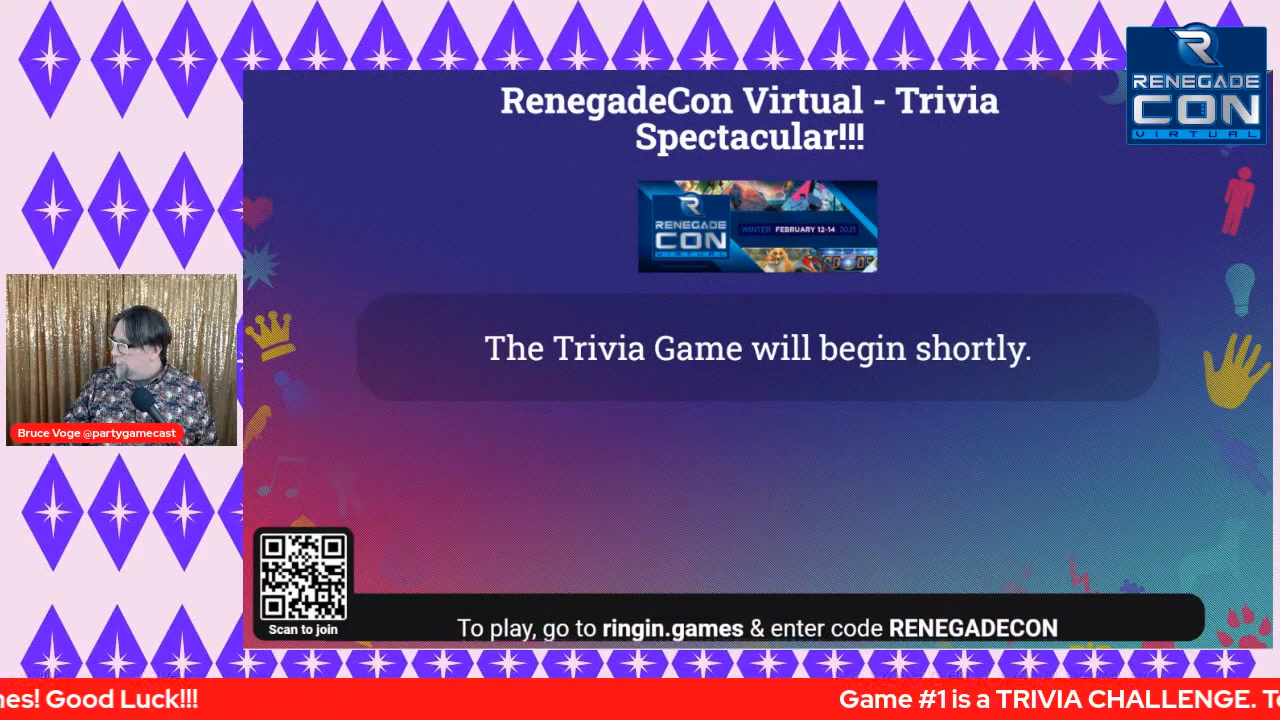 RenegadeCon Virtual - Trivia
Spectacular!!!
RENEGADE
CON
VIRTUAL
RENEGADE
CON
VIRTUAL
WINTER FEBRUARY 12-14 2021
The Trivia Game will begin shortly.
Bruce Voge @partygamecast
Scan to join
To play, go to ringin.games & enter code RENEGADECON
nes! Good Luck!!!
Game #1 is a TRIVIA CHALLENGE. To